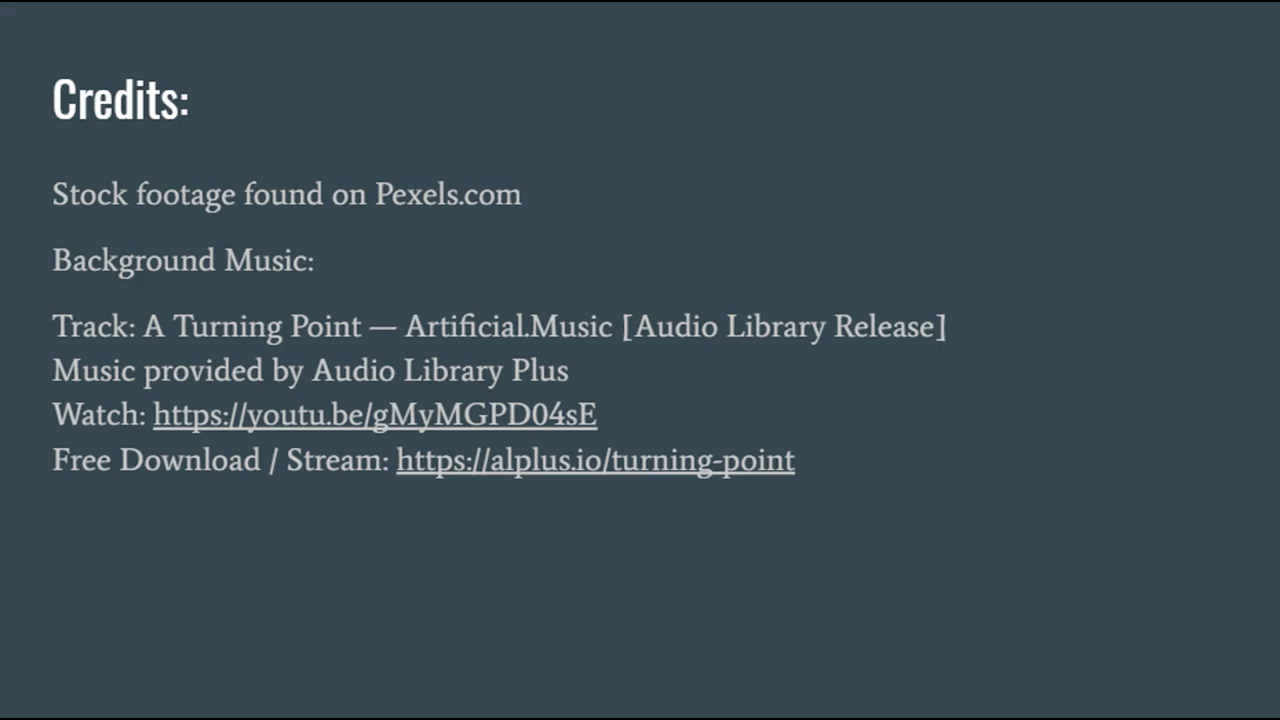 Credits:
Stock footage found on Pexels.com
Background Music:
Track: A Turning Point — Artificial.Music [Audio Library Release]
Music provided by Audio Library Plus
Watch: https://youtu.be/gMyMGPD04sE
Free Download / Stream: https://alplus.io/turning-point